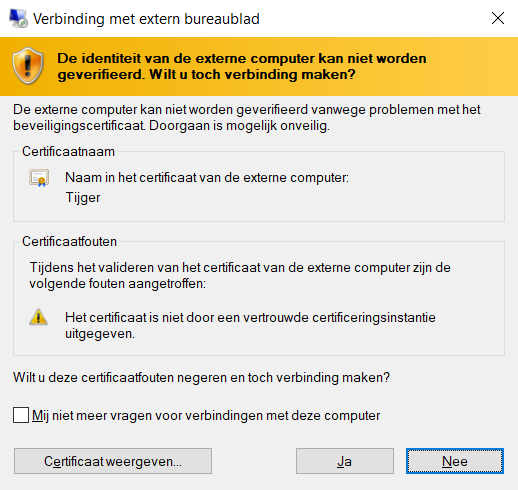 Verbinding met extern bureaublad
De identiteit van de externe computer kan niet worden
geverifieerd. Wilt u toch verbinding maken?
De externe computer kan niet worden geverifieerd vanwege problemen met het
beveiligingscertificaat. Doorgaan is mogelijk onveilig.
Certificaatnaam
Naam in het certificaat van de externe computer:
Tijger
Certificaatfouten
Tijdens het valideren van het certificaat van de externe computer zijn de
volgende fouten aangetroffen:
Het certificaat is niet door een vertrouwde certificeringsinstantie
uitgegeven.
Wilt u deze certificaatfouten negeren en toch verbinding maken?
Mij niet meer vragen voor verbindingen met deze computer
Certificaat weergeven... Ja Nee